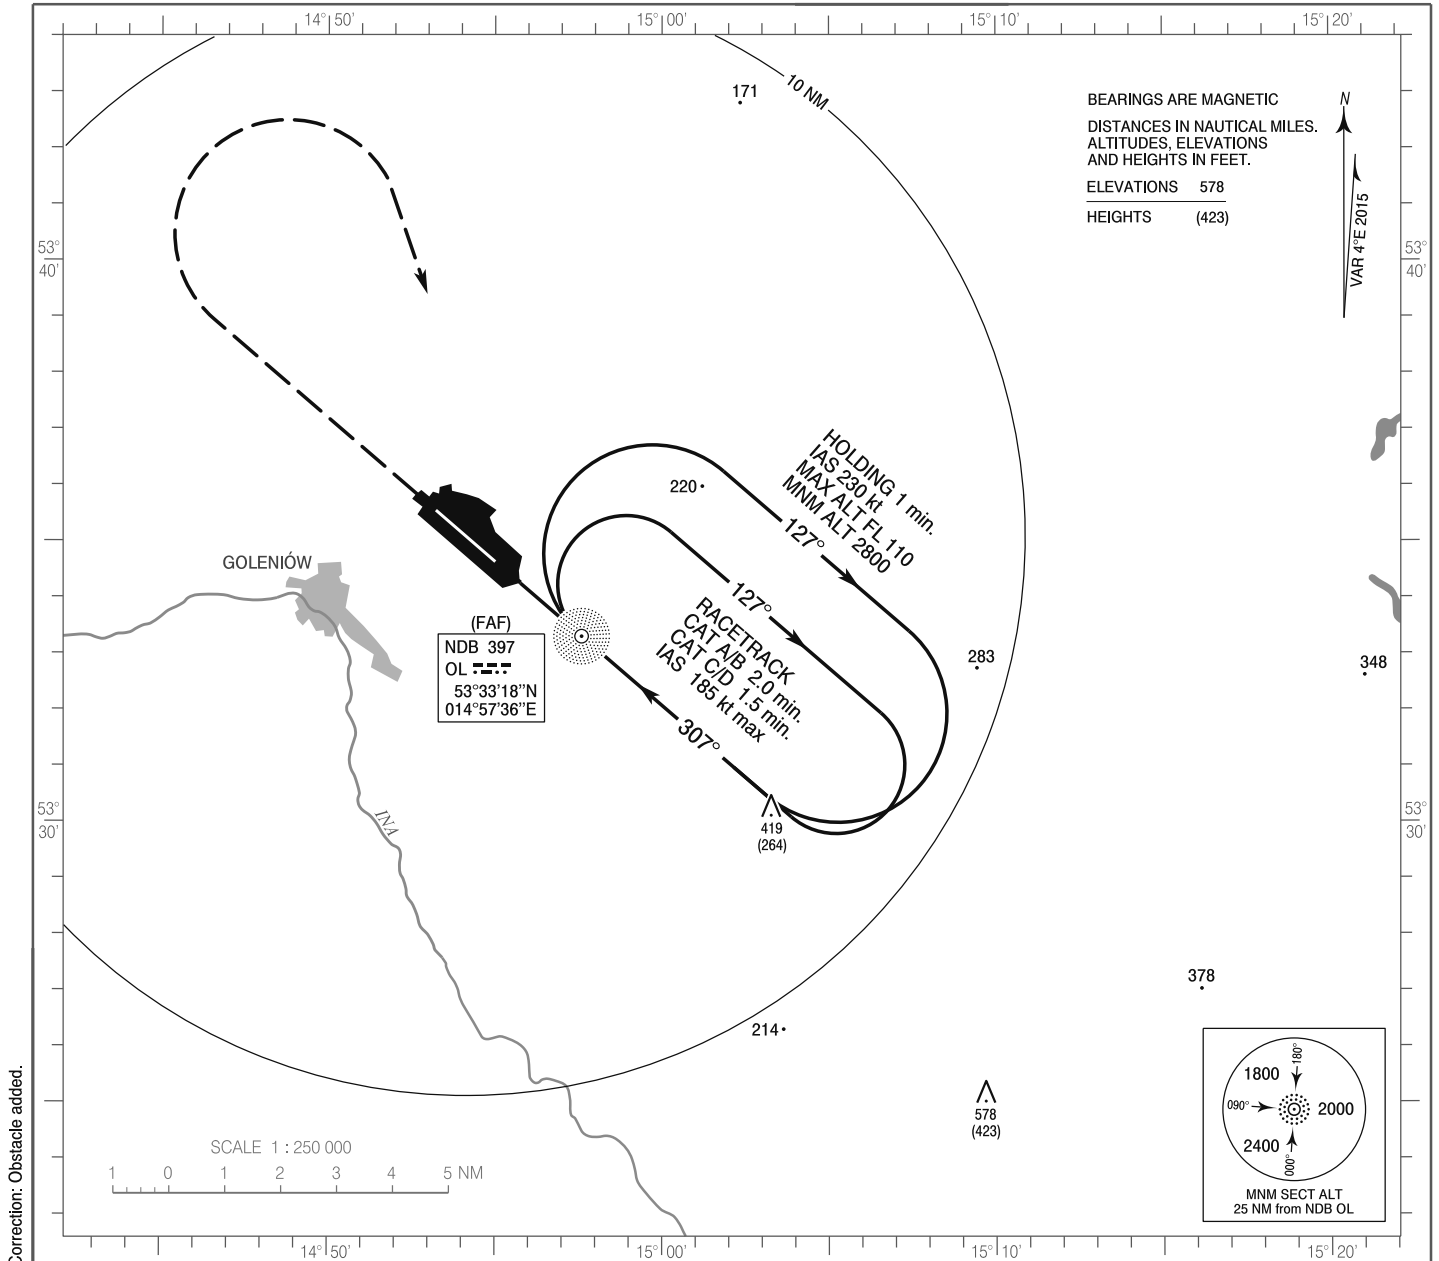 14°50'
15°00'
15°10'
15°20'
10 NM
171
BEARINGS ARE MAGNETIC
DISTANCES IN NAUTICAL MILES.
ALTITUDES, ELEVATIONS
AND HEIGHTS IN FEET.
ELEVATIONS 578
HEIGHTS (423)
N
VAR 4°E 2015
53°
40'
53°
40'
HOLDING 1 min.
IAS 230 kt
MAX ALT FL 110
MNM ALT 2800
127°
220
GOLENIÓW
127°
RACETRACK
CAT A/B 2.0 min.
CAT C/D 1.5 min.
IAS 185 kt max
307°
(FAF)
NDB 397
OL
53°33'18"N
014°57'36"E
283
348
53°
30'
53°
30'
419
(264)
INA
378
214
578
(423)
180°
1800
090°
2000
2400
000°
MNM SECT ALT
25 NM from NDB OL
SCALE 1 : 250 000
1 0 1 2 3 4 5 NM
Correction: Obstacle added.
14°50'
15°00'
15°10'
15°20'